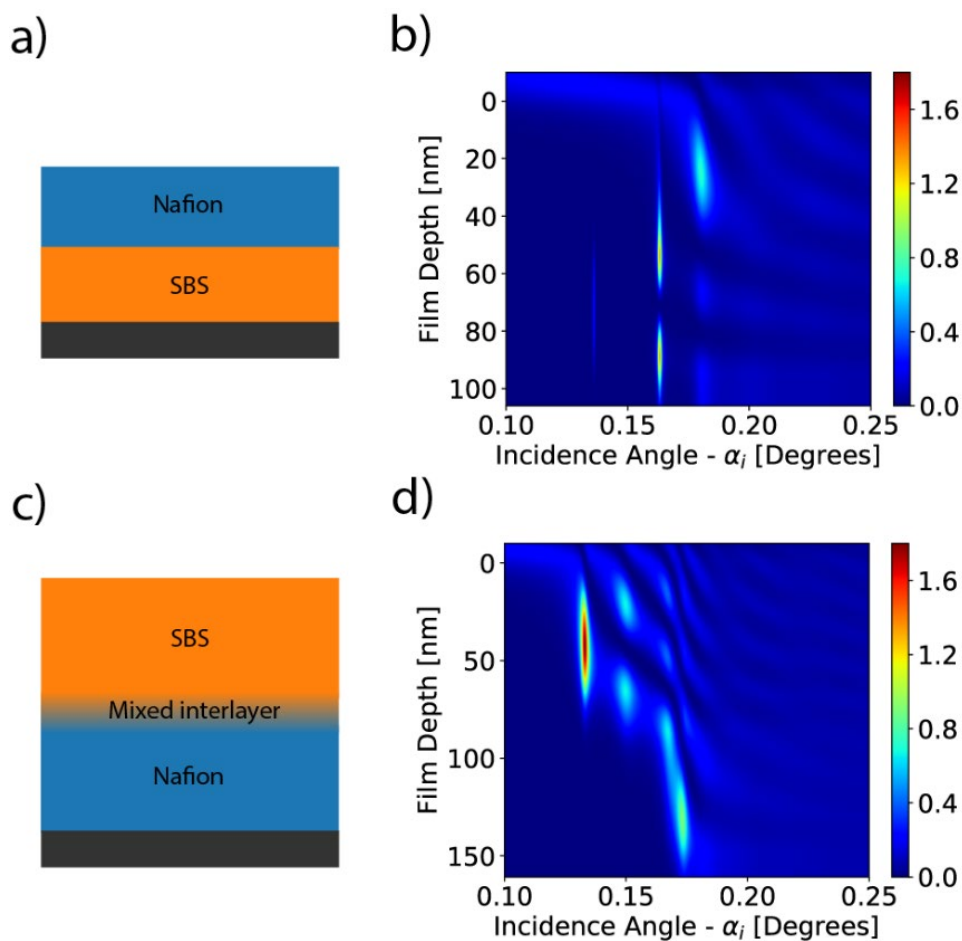 a)
Nafion
SBS
b)
Film Depth [nm]
0
20
40
60
80
100
0.10 0.15 0.20 0.25
Incidence Angle - αi [Degrees]
1.6
1.2
0.8
0.4
0.0
c)
SBS
Mixed interlayer
Nafion
d)
Film Depth [nm]
0
50
100
150
0.10 0.15 0.20 0.25
Incidence Angle - αi [Degrees]
1.6
1.2
0.8
0.4
0.0